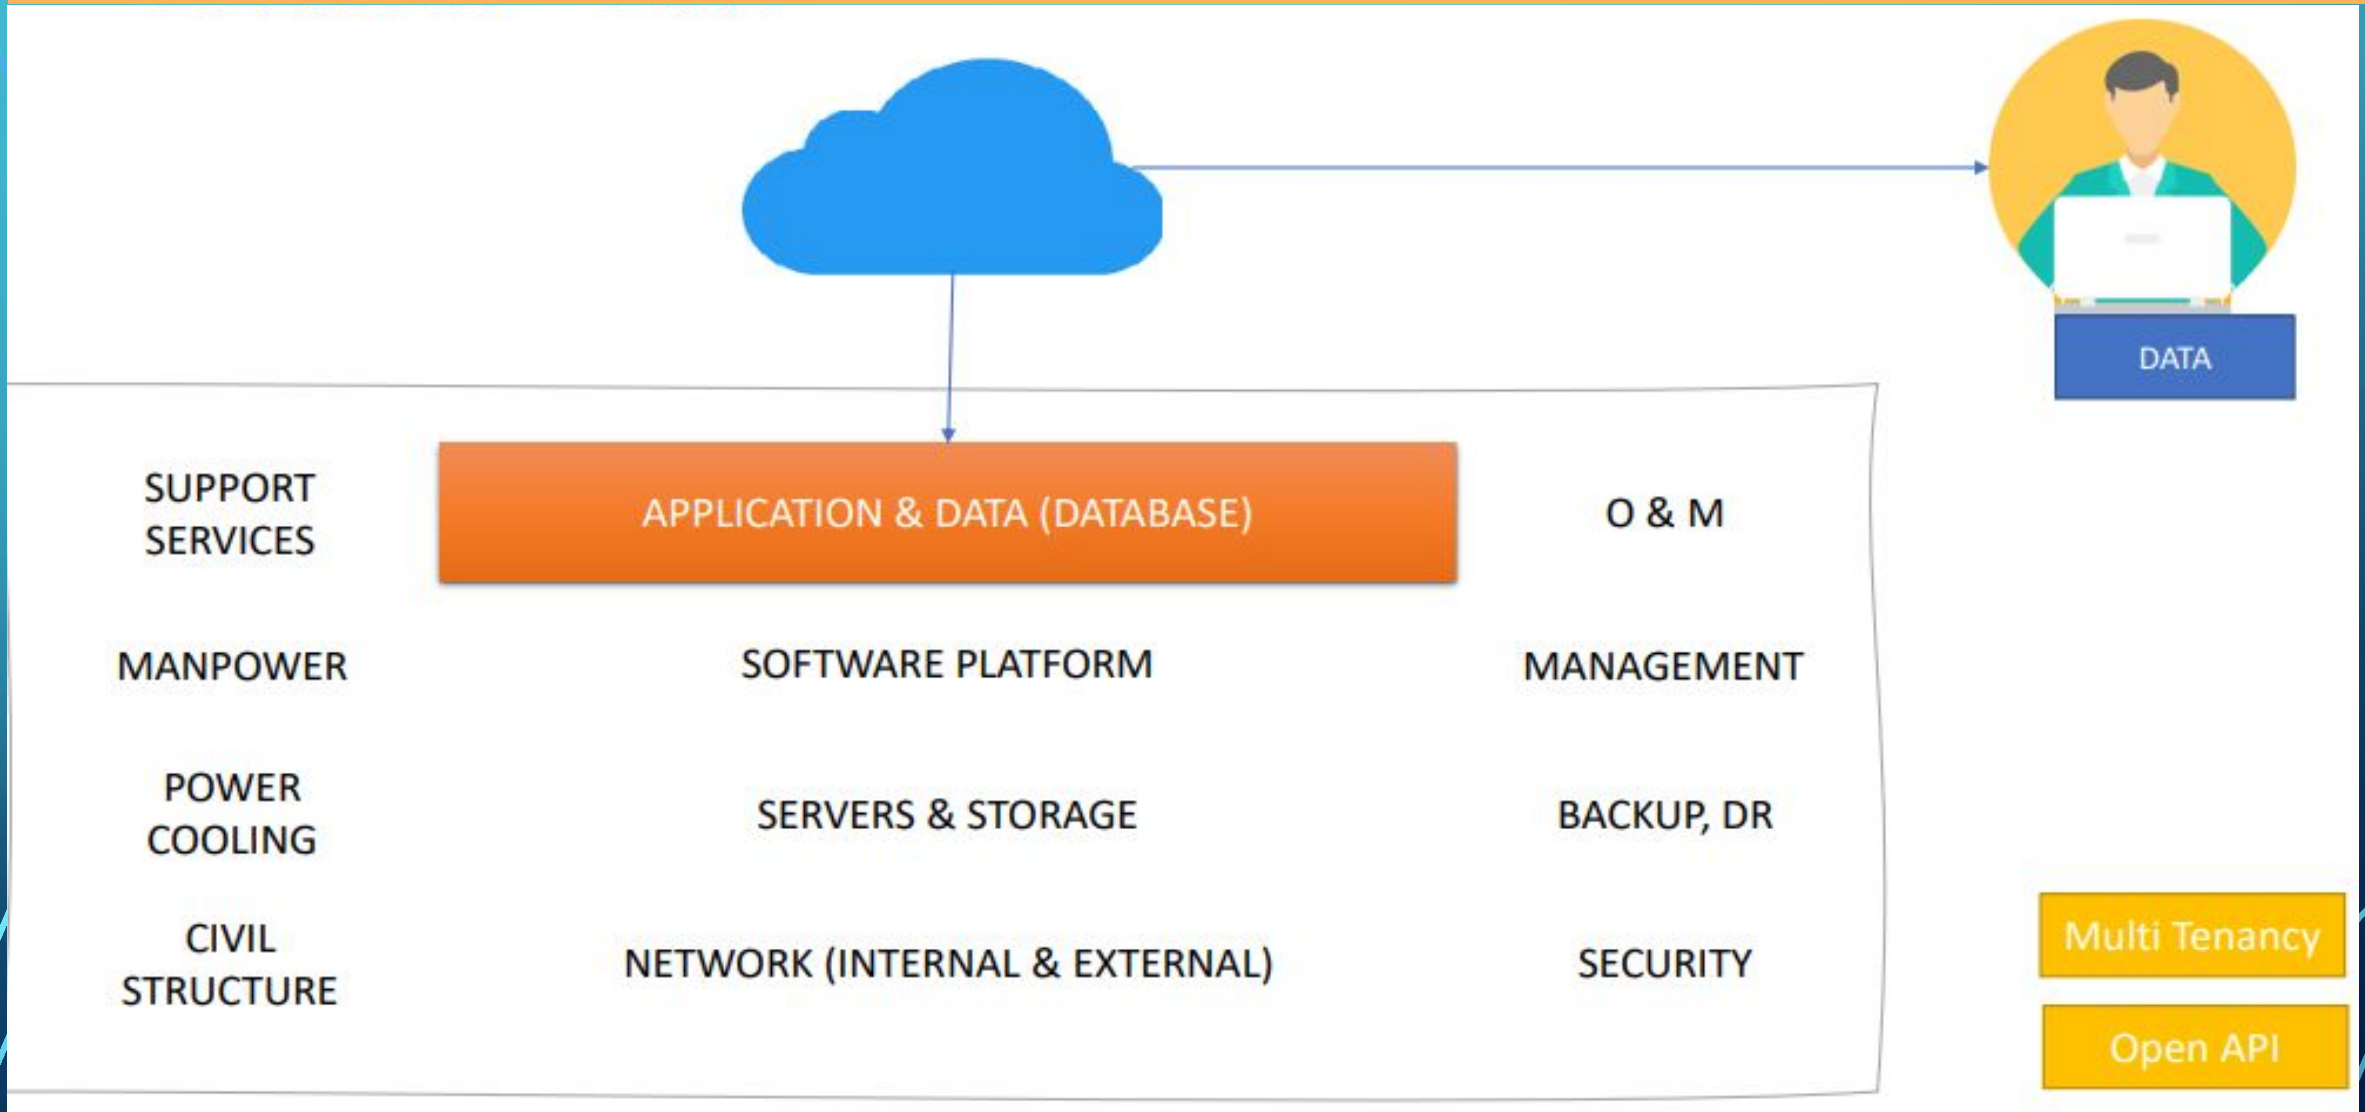 DATA
SUPPORT
SERVICES
APPLICATION & DATA (DATABASE)
O & M
MANPOWER
SOFTWARE PLATFORM
MANAGEMENT
POWER
COOLING
SERVERS & STORAGE
BACKUP, DR
CIVIL
STRUCTURE
NETWORK (INTERNAL & EXTERNAL)
SECURITY
Multi Tenancy
Open API